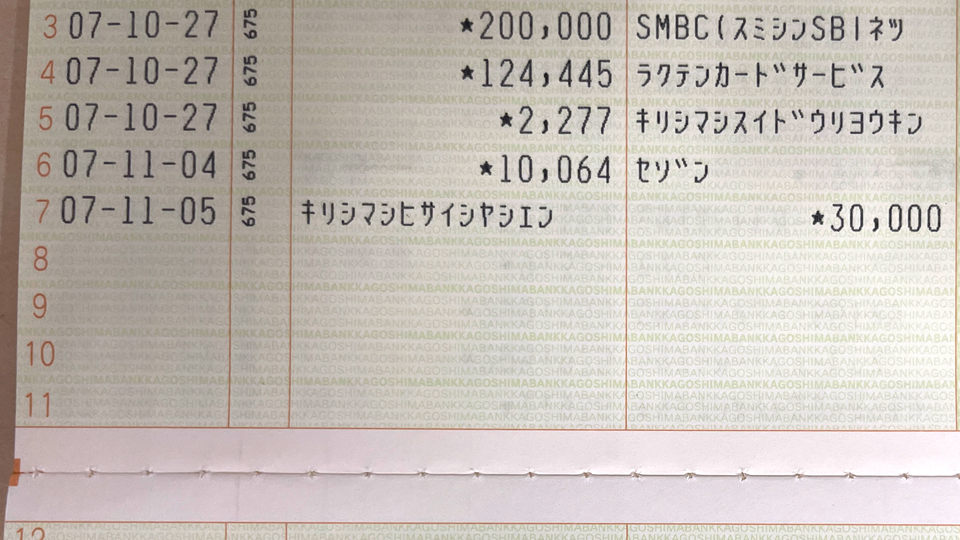 3 07-10-27 675 ★200,000 SMBC(スミシンSBIネツ
4 07-10-27 675 ★124,445 ラクテンカードサービス
5 07-10-27 675 ★2,277 キリシマシスイドウリヨウキン
6 07-11-04 675 ★10,064 セゾン
7 07-11-05 675 キリシマシヒサイシヤシエン ★30,000
8
9
10
11
12
KAGOSHIMABANK